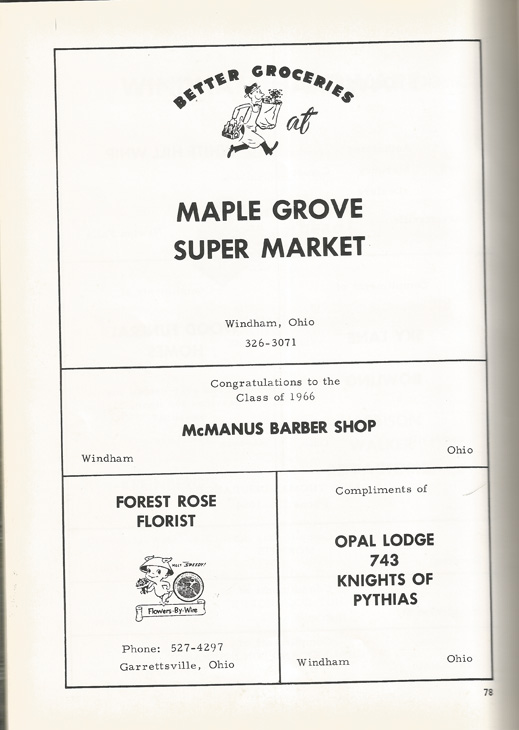 BETTER GROCERIES
at
MAPLE GROVE
SUPER MARKET
Windham, Ohio
326-3071
Congratulations to the
Class of 1966
McMANUS BARBER SHOP
Windham Ohio
FOREST ROSE
FLORIST
Flowers-By-Wire
Phone: 527-4297
Garrettsville, Ohio
Compliments of
OPAL LODGE
743
KNIGHTS OF
PYTHIAS
Windham Ohio
78